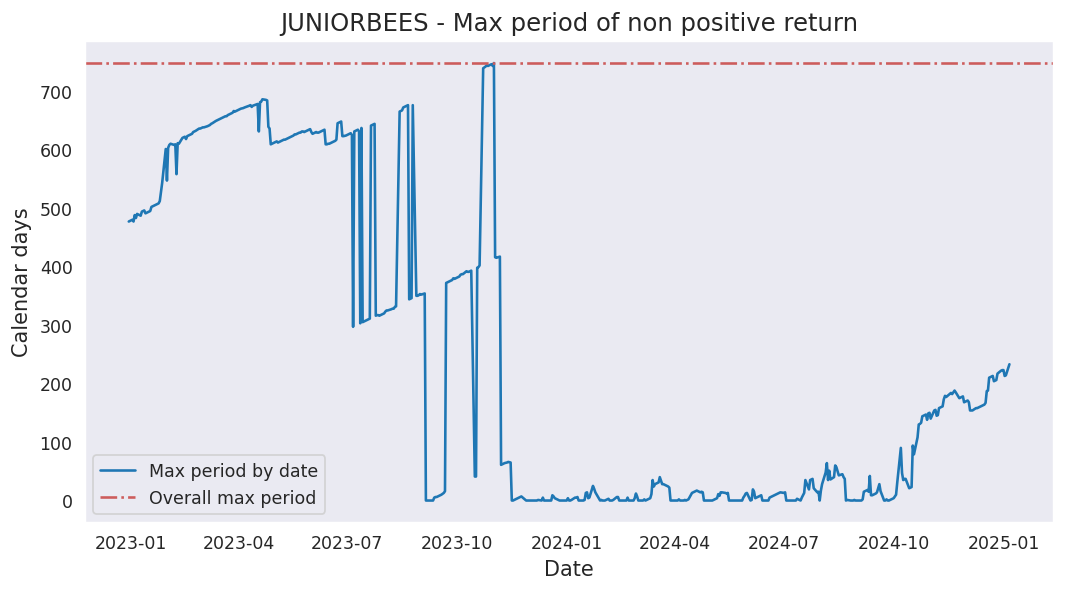 JUNIORBEES - Max period of non positive return
Calendar days
700
600
500
400
300
200
100
0
Max period by date
Overall max period
2023-01 2023-04 2023-07 2023-10 2024-01 2024-04 2024-07 2024-10 2025-01
Date